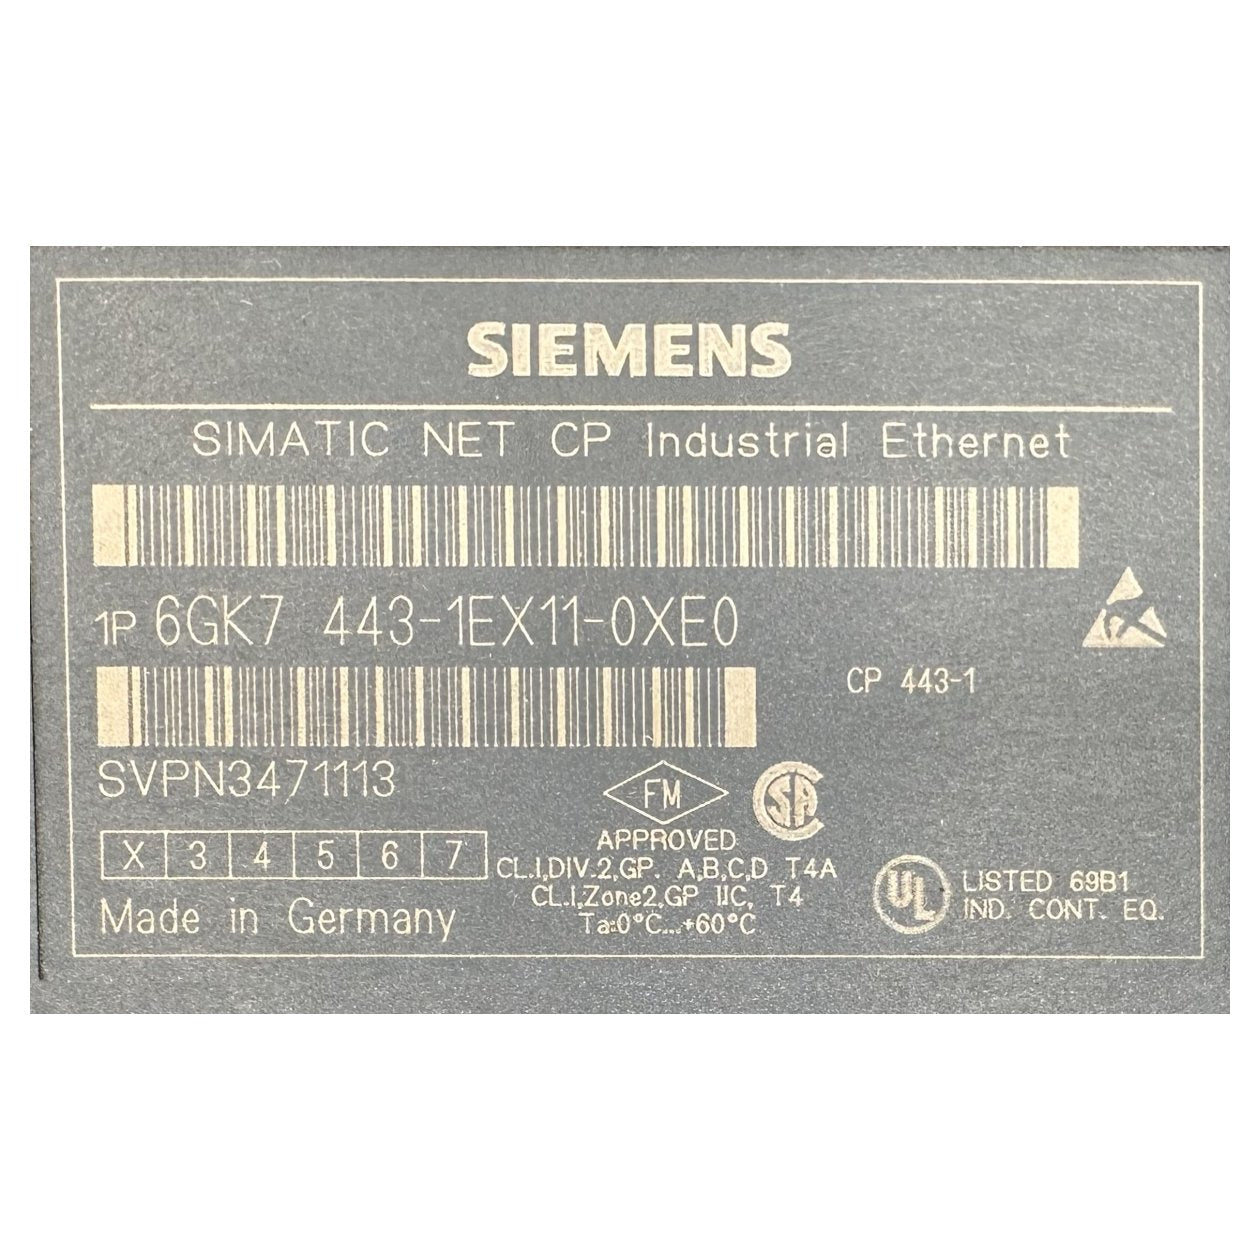 SIEMENS
SIMATIC NET CP Industrial Ethernet
1P 6GK7 443-1EX11-0XE0
CP 443-1
SVPN3471113
FM
SA
APPROVED
X 3 4 5 6 7
CL.I,DIV.2,GP. A,B,C,D T4A
CL.I,Zone2,GP IIC, T4
Ta:0°C...+60°C
Made in Germany
UL
LISTED 69B1
IND. CONT. EQ.